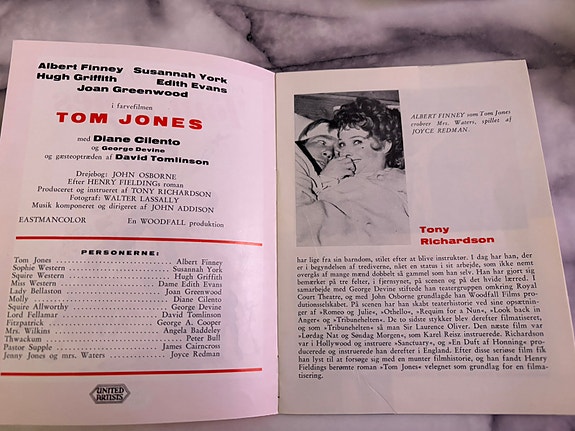 Albert Finney Susannah York
Hugh Griffith Edith Evans
Joan Greenwood
i farvefilmen
TOM JONES
med Diane Cilento
og George Devine
og gæsteoptræden af David Tomlinson
Drejebog: JOHN OSBORNE
Efter HENRY FIELDINGs roman
Produceret og instrueret af TONY RICHARDSON
Fotograf: WALTER LASSALLY
Musik komponeret og dirigeret af JOHN ADDISON
EASTMANCOLOR En WOODFALL produktion
PERSONERNE:
Tom Jones Albert Finney
Sophie Western Susannah York
Squire Western Hugh Griffith
Miss Western Dame Edith Evans
Lady Bellaston Joan Greenwood
Molly Diane Cilento
Squire Allworthy George Devine
Lord Fellamar David Tomlinson
Fitzpatrick George A. Cooper
Mrs. Wilkins Angela Baddeley
Thwackum Peter Bull
Pastor Supple James Cairncross
Jenny Jones og mrs. Waters Joyce Redman
UNITED
ARTISTS
ALBERT FINNEY som Tom Jones
erobrer Mrs. Waters, spillet af
JOYCE REDMAN.
Tony
Richardson
har lige fra sin barndom, stilet efter at blive instruktør. I dag har han, der
er i begyndelsen af trediverne, nået en status i sit arbejde, som ikke nemt
overgås af mange mænd dobbelt så gammel som han selv. Han har gjort sig
bemærket på tre felter, i fjernsynet, på scenen og på det hvide lærred. I
samarbejde med George Devine stiftede han teatergruppen omkring Royal
Court Theatre, og med John Osborne grundlagde han Woodfall Films pro-
duktionsselskabet. På scenen har han skabt teaterhistorie ved sine opsætnin-
ger af »Romeo og Julie«, »Othello«, »Requim for a Nun«, »Look back in
Anger« og »Tribunehelten«. De to sidste stykker blev derefter filmatiseret,
og dus »Tribunehelten« så man Sir Laurence Oliver. Den næste film var
»Lørdag Nat og Søndag Morgen«, som Karel Reisz instruerede. Richardson
var i Hollywood og instruere »Sanctuary«, og »En Duft af Honning« pro-
ducerede og instruerede han derefter i England. Efter disse seriøse film fik
han lyst til at forsøge sig med en munter filmhistorie, og han fandt Henry
Fieldings berømte roman »Tom Jones« velegnet som grundlag for en filma-
tisering.